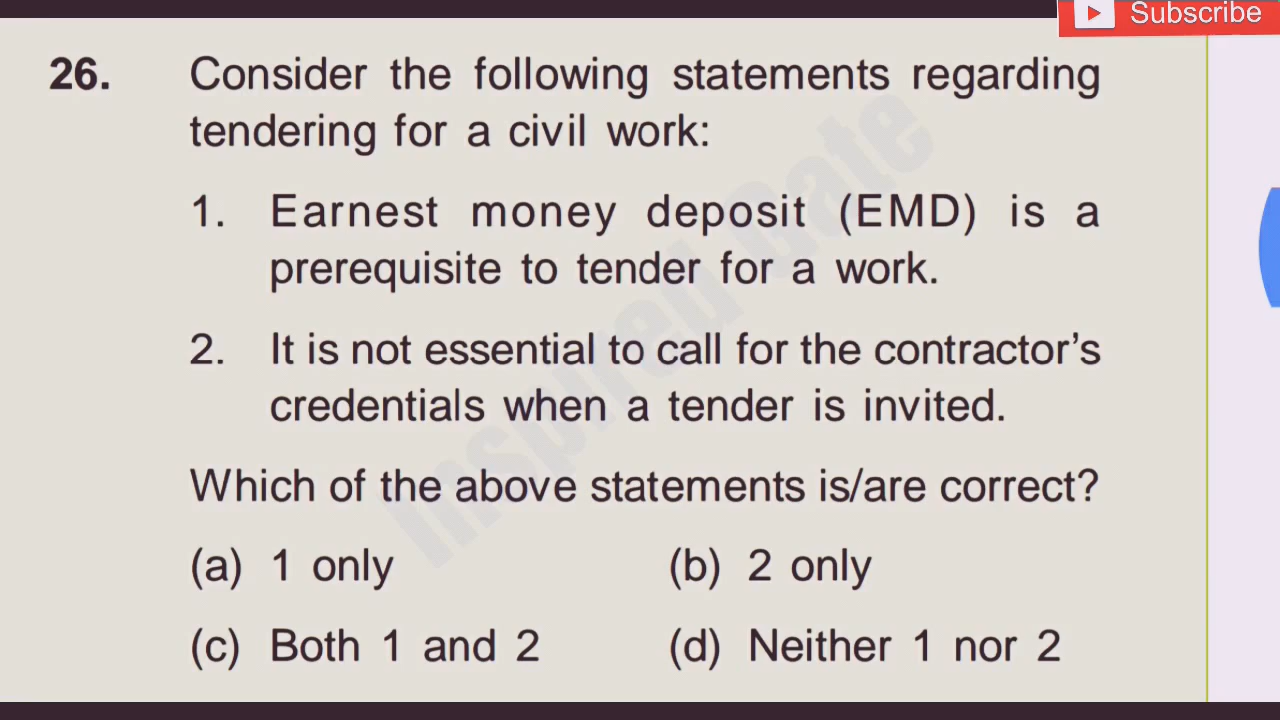 Subscribe
26. Consider the following statements regarding
tendering for a civil work:
1. Earnest money deposit (EMD) is a
prerequisite to tender for a work.
2. It is not essential to call for the contractor's
credentials when a tender is invited.
Which of the above statements is/are correct?
(a) 1 only (b) 2 only
(c) Both 1 and 2 (d) Neither 1 nor 2
Inspired Gate